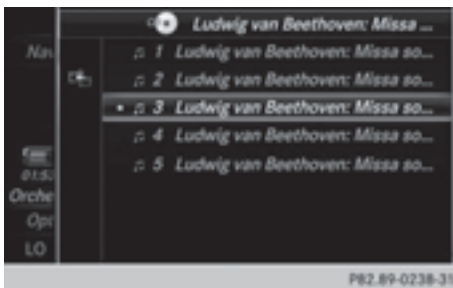 Ludwig van Beethoven: Missa ...
Nav
1 Ludwig van Beethoven: Missa so...
2 Ludwig van Beethoven: Missa so...
3 Ludwig van Beethoven: Missa so...
4 Ludwig van Beethoven: Missa so...
01:53
5 Ludwig van Beethoven: Missa so...
Orche
Opt
LO
P82.89-0238-31